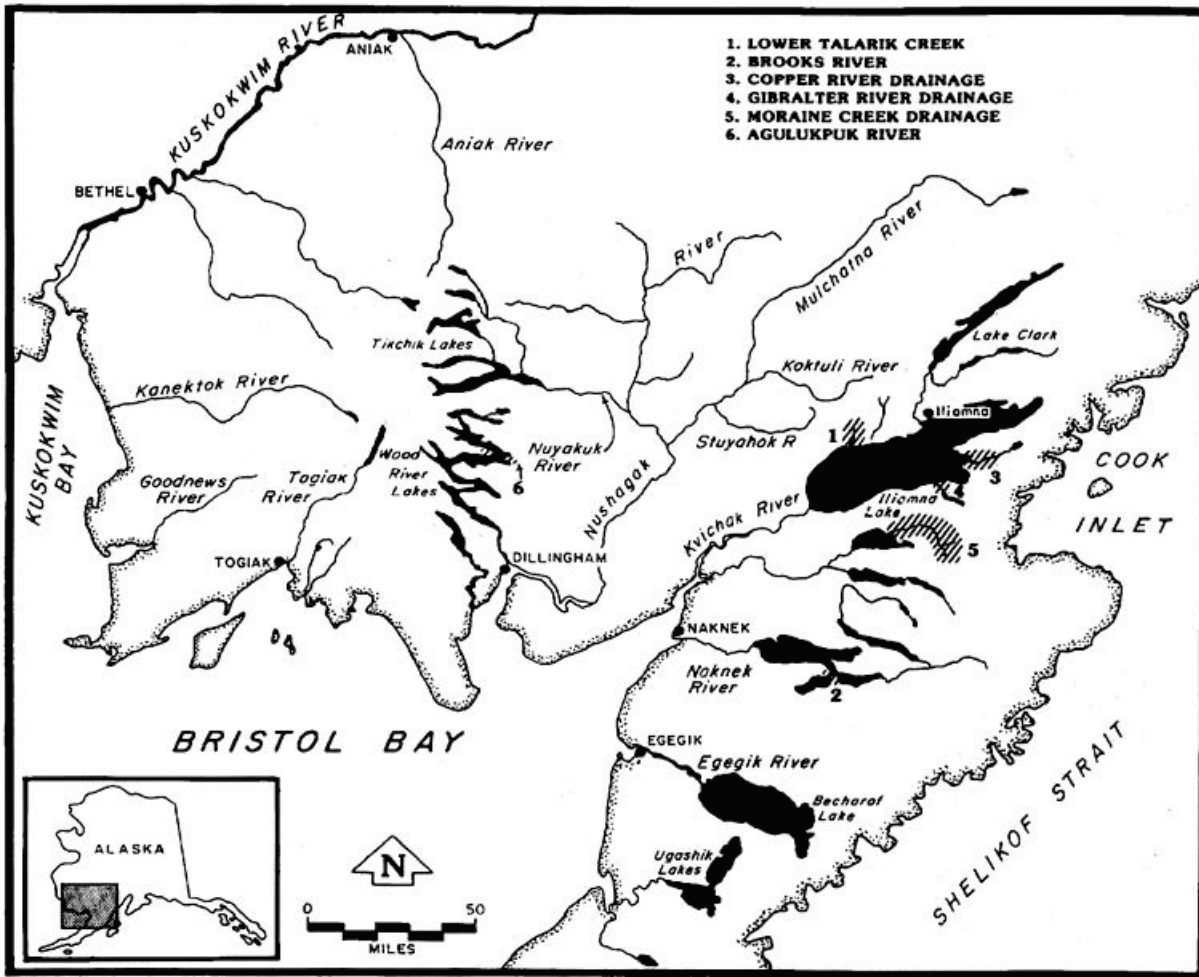 KUSKOKWIM RIVER
ANIAK
1. LOWER TALARIK CREEK
2. BROOKS RIVER
3. COPPER RIVER DRAINAGE
4. GIBRALTER RIVER DRAINAGE
5. MORAINE CREEK DRAINAGE
6. AGULUKPUK RIVER
Aniak River
BETHEL
River
Mulchatna River
Tikchik Lakes
Lake Clark
Koktuli River
Kanektok River
Iliamna
KUSKOKWIM
BAY
Goodnews
River
Togiak
River
Wood
River
Lakes
6
Nuyakuk
River
Stuyahok R
1
3
4
Iliamna
Lake
COOK
INLET
Nushagak
Kvichak River
5
TOGIAK
DILLINGHAM
NAKNEK
Naknek
River
2
BRISTOL BAY
EGEGIK
Egegik River
Becharof
Lake
Ugashik
Lakes
SHELIKOF STRAIT
ALASKA
N
0
50
MILES